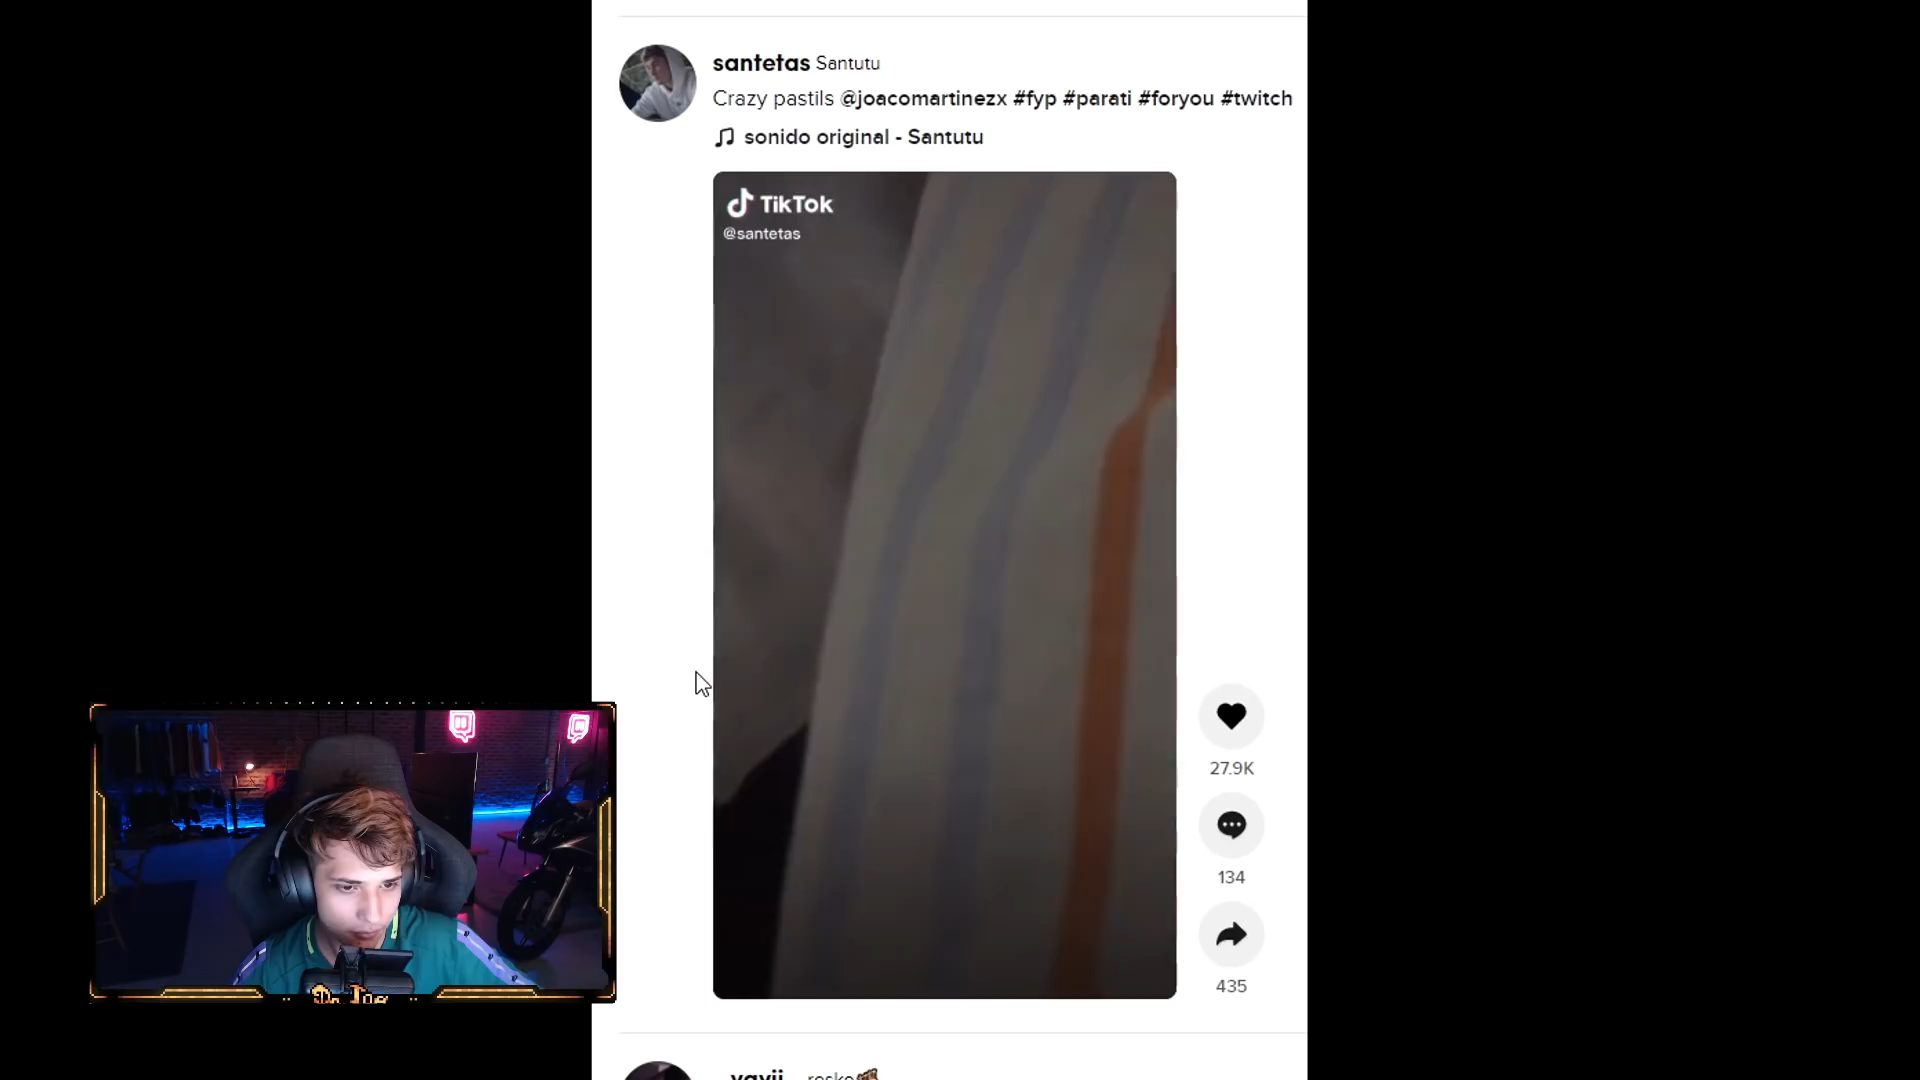 santetas Santutu
Crazy pastils @joacomartinezx #fyp #parati #foryou #twitch
sonido original - Santutu
TikTok
@santetas
27.9K
134
435